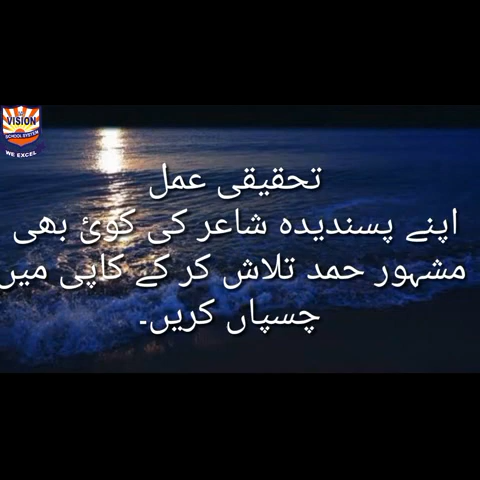 VISION
SCHOOL SYSTEM
WE EXCEL
تحقیقی عمل
اپنے پسندیدہ شاعر کی کوئ بھی
مشہور حمد تلاش کر کے کاپی میں
چسپاں کریں۔